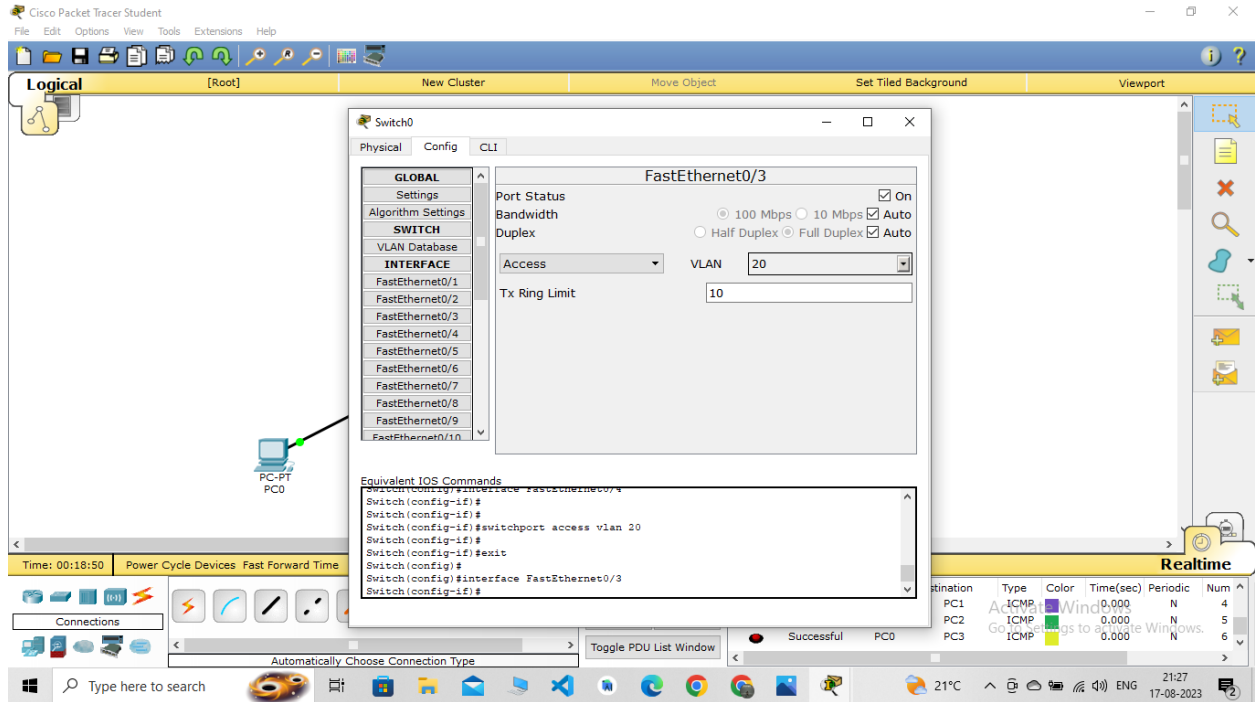 Cisco Packet Tracer Student
File Edit Options View Tools Extensions Help
Logical [Root] New Cluster Move Object Set Tiled Background Viewport
Switch0
Physical Config CLI
GLOBAL
Settings
Algorithm Settings
SWITCH
VLAN Database
INTERFACE
FastEthernet0/1
FastEthernet0/2
FastEthernet0/3
FastEthernet0/4
FastEthernet0/5
FastEthernet0/6
FastEthernet0/7
FastEthernet0/8
FastEthernet0/9
FastEthernet0/10
FastEthernet0/3
Port Status On
Bandwidth 100 Mbps 10 Mbps Auto
Duplex Half Duplex Full Duplex Auto
Access VLAN 20
Tx Ring Limit 10
PC-PT
PC0
Equivalent IOS Commands
Switch(config)#interface FastEthernet0/4
Switch(config-if)#
Switch(config-if)#
Switch(config-if)#switchport access vlan 20
Switch(config-if)#
Switch(config-if)#exit
Switch(config)#
Switch(config)#interface FastEthernet0/3
Switch(config-if)#
Time: 00:18:50 Power Cycle Devices Fast Forward Time Realtime
Connections
Automatically Choose Connection Type
Toggle PDU List Window
stination Type Color Time(sec) Periodic Num
PC1 ICMP 0.000 N 4
PC2 ICMP 0.000 N 5
Successful PC0 PC3 ICMP 0.000 N 6
Activate Windows
Go to Settings to activate Windows.
Type here to search
21°C ENG 21:27
17-08-2023
2